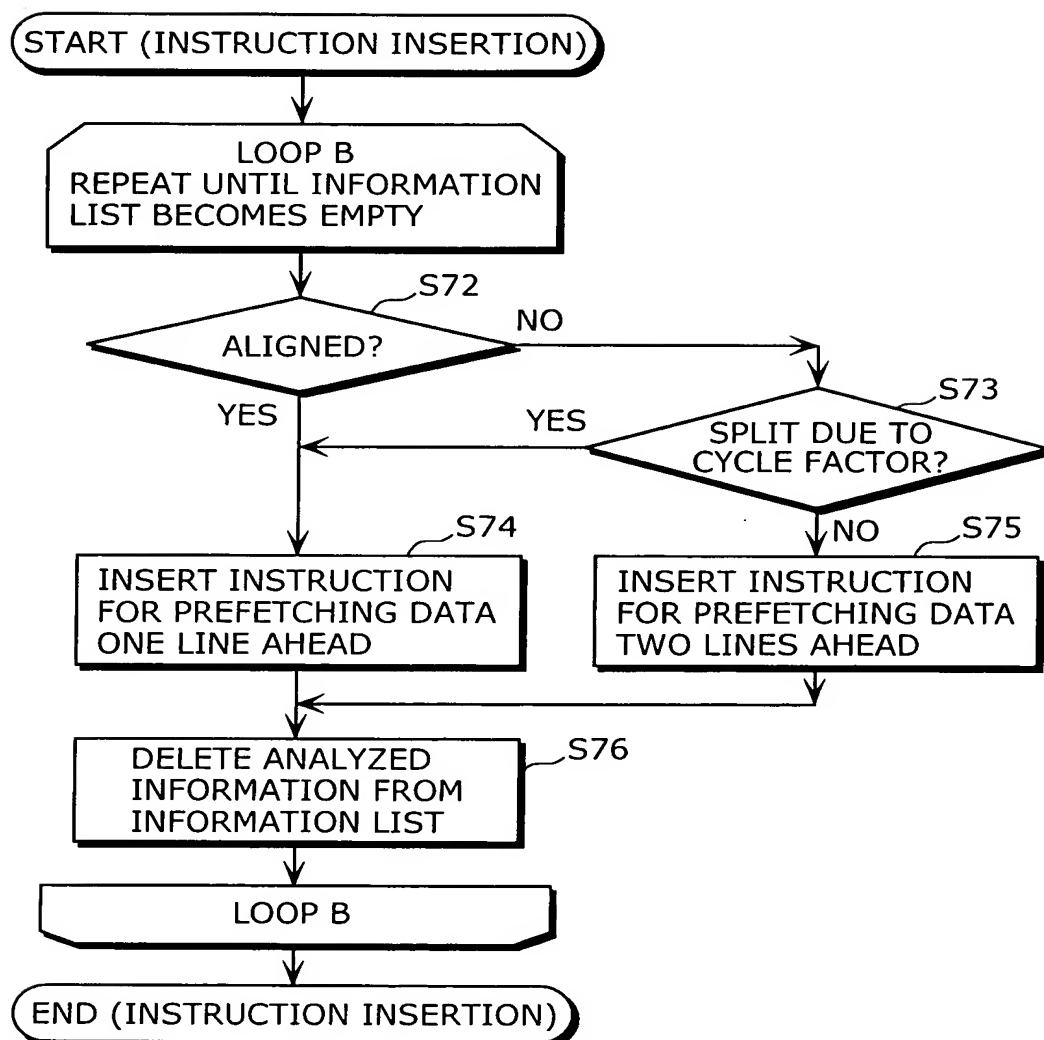 START (INSTRUCTION INSERTION)
LOOP B
REPEAT UNTIL INFORMATION
LIST BECOMES EMPTY
S72
ALIGNED?
NO
YES
S73
SPLIT DUE TO
CYCLE FACTOR?
YES
NO
S74
INSERT INSTRUCTION
FOR PREFETCHING DATA
ONE LINE AHEAD
S75
INSERT INSTRUCTION
FOR PREFETCHING DATA
TWO LINES AHEAD
S76
DELETE ANALYZED
INFORMATION FROM
INFORMATION LIST
LOOP B
END (INSTRUCTION INSERTION)